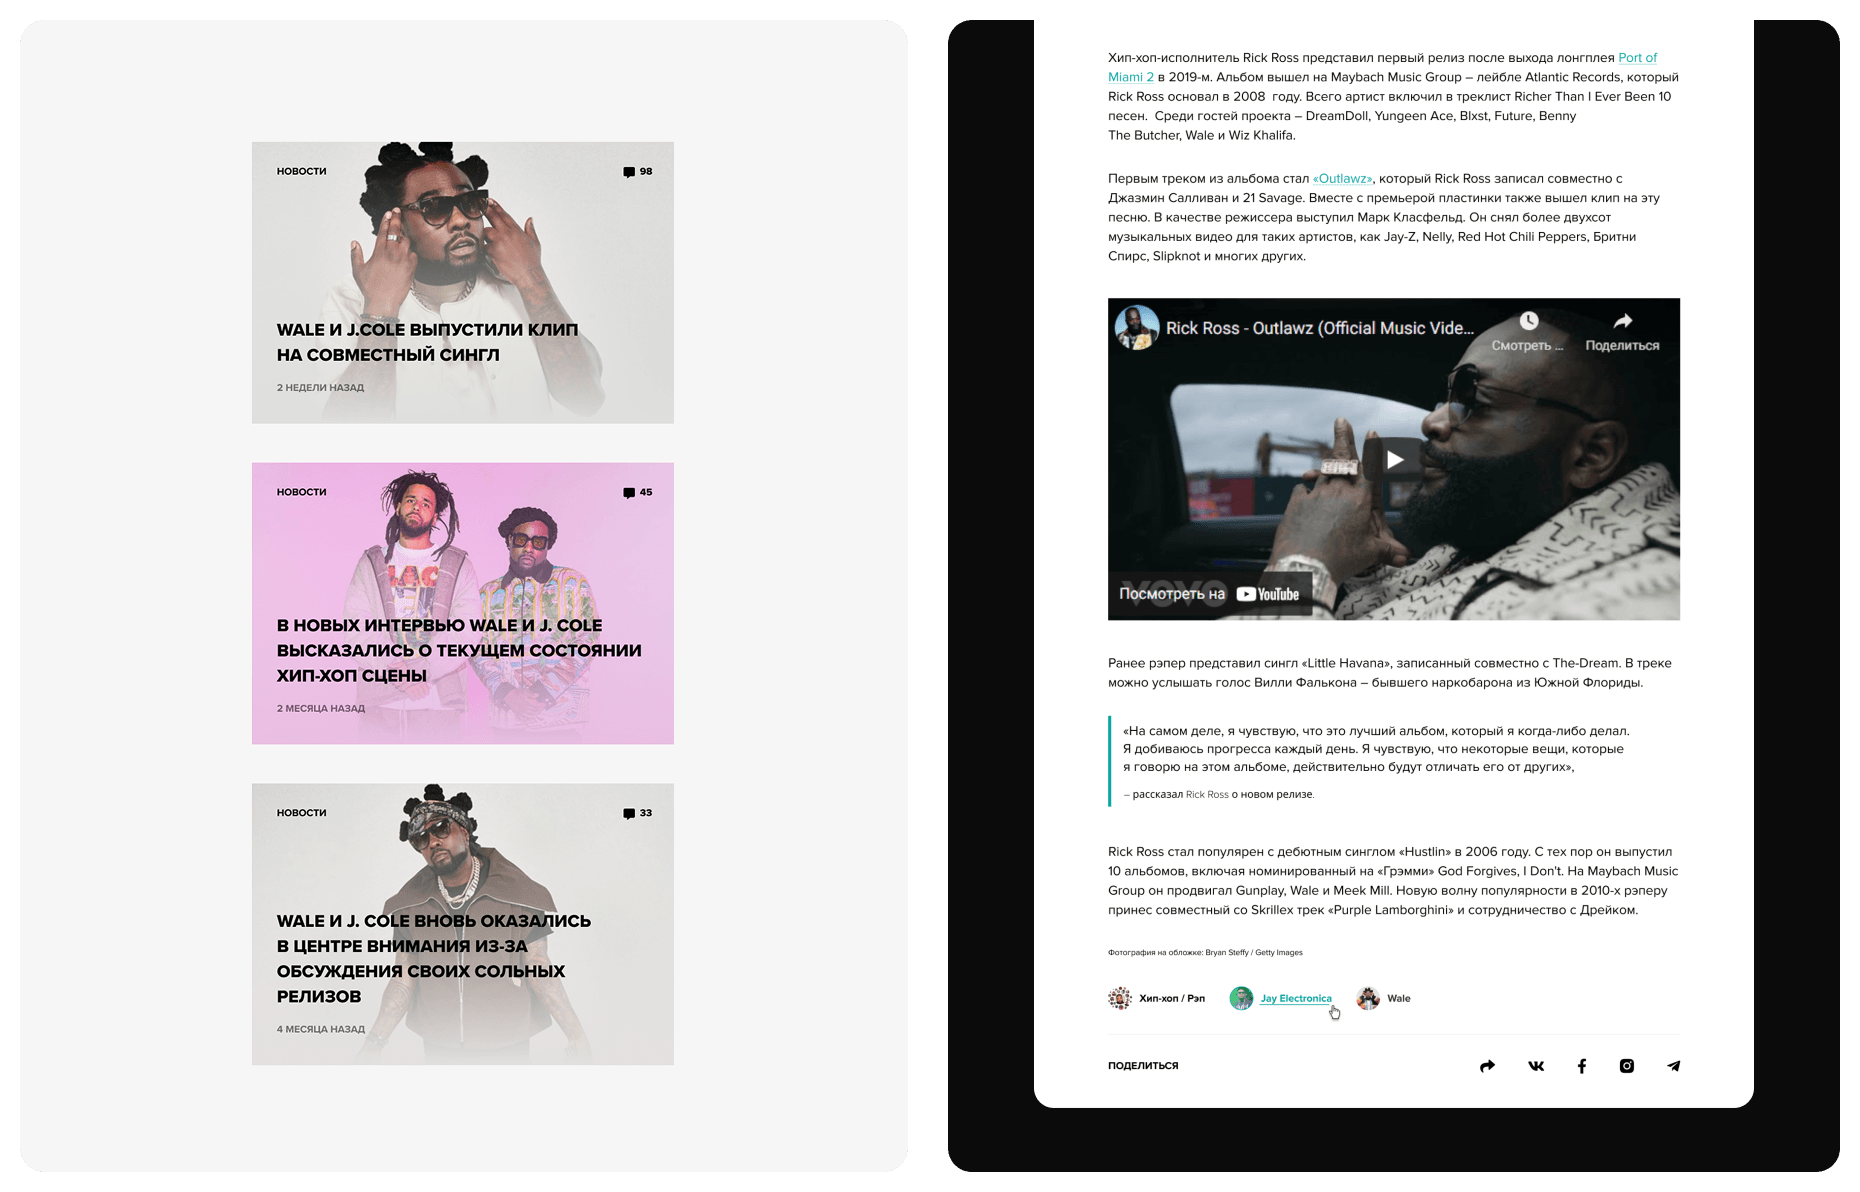 НОВОСТИ
98
WALE И J.COLE ВЫПУСТИЛИ КЛИП
НА СОВМЕСТНЫЙ СИНГЛ
2 НЕДЕЛИ НАЗАД
НОВОСТИ
45
В НОВЫХ ИНТЕРВЬЮ WALE И J. COLE
ВЫСКАЗАЛИСЬ О ТЕКУЩЕМ СОСТОЯНИИ
ХИП-ХОП СЦЕНЫ
2 МЕСЯЦА НАЗАД
НОВОСТИ
33
WALE И J. COLE ВНОВЬ ОКАЗАЛИСЬ
В ЦЕНТРЕ ВНИМАНИЯ ИЗ-ЗА
ОБСУЖДЕНИЯ СВОИХ СОЛЬНЫХ
РЕЛИЗОВ
4 МЕСЯЦА НАЗАД
Хип-хоп-исполнитель Rick Ross представил первый релиз после выхода лонгплея Port of
Miami 2 в 2019-м. Альбом вышел на Maybach Music Group – лейбле Atlantic Records, который
Rick Ross основал в 2008 году. Всего артист включил в треклист Richer Than I Ever Been 10
песен. Среди гостей проекта – DreamDoll, Yungeen Ace, Blxst, Future, Benny
The Butcher, Wale и Wiz Khalifa.
Первым треком из альбома стал «Outlawz», который Rick Ross записал совместно с
Джазмин Салливан и 21 Savage. Вместе с премьерой пластинки также вышел клип на эту
песню. В качестве режиссера выступил Марк Класфельд. Он снял более двухсот
музыкальных видео для таких артистов, как Jay-Z, Nelly, Red Hot Chili Peppers, Бритни
Спирс, Slipknot и многих других.
Rick Ross - Outlawz (Official Music Vide...
Смотреть ...
Поделиться
vevo
Посмотреть на YouTube
Ранее рэпер представил сингл «Little Havana», записанный совместно с The-Dream. В треке
можно услышать голос Вилли Фалькона – бывшего наркобарона из Южной Флориды.
«На самом деле, я чувствую, что это лучший альбом, который я когда-либо делал.
Я добиваюсь прогресса каждый день. Я чувствую, что некоторые вещи, которые
я говорю на этом альбоме, действительно будут отличать его от других»,
– рассказал Rick Ross о новом релизе.
Rick Ross стал популярен с дебютным синглом «Hustlin» в 2006 году. С тех пор он выпустил
10 альбомов, включая номинированный на «Грэмми» God Forgives, I Don't. На Maybach Music
Group он продвигал Gunplay, Wale и Meek Mill. Новую волну популярности в 2010-х рэперу
принес совместный со Skrillex трек «Purple Lamborghini» и сотрудничество с Дрейком.
Фотография на обложке: Bryan Steffy / Getty Images
Хип-хоп / Рэп
Jay Electronica
Wale
ПОДЕЛИТЬСЯ